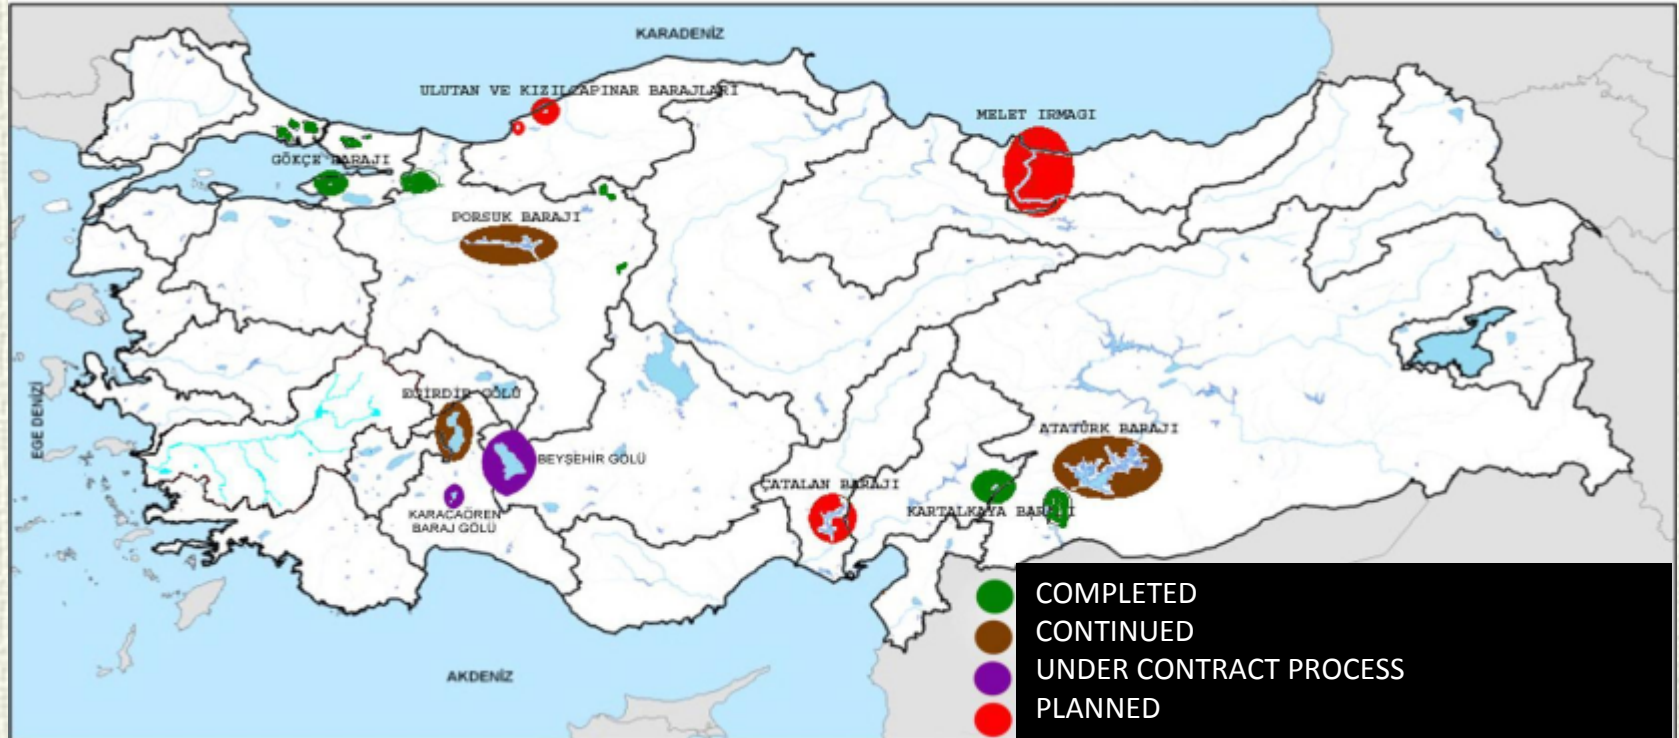 KARADENİZ
ULUTAN VE KIZILCAPINAR BARAJLARI
MELET IRMAGI
GÖKÇE BARAJI
PORSUK BARAJI
EGE DENİZİ
EGİRDİR GÖLÜ
ATATÜRK BARAJI
BEYŞEHİR GÖLÜ
ÇATALAN BARAJI
KARACAÖREN
BARAJ GÖLÜ
KARTALKAYA BARAJI
AKDENİZ
COMPLETED
CONTINUED
UNDER CONTRACT PROCESS
PLANNED